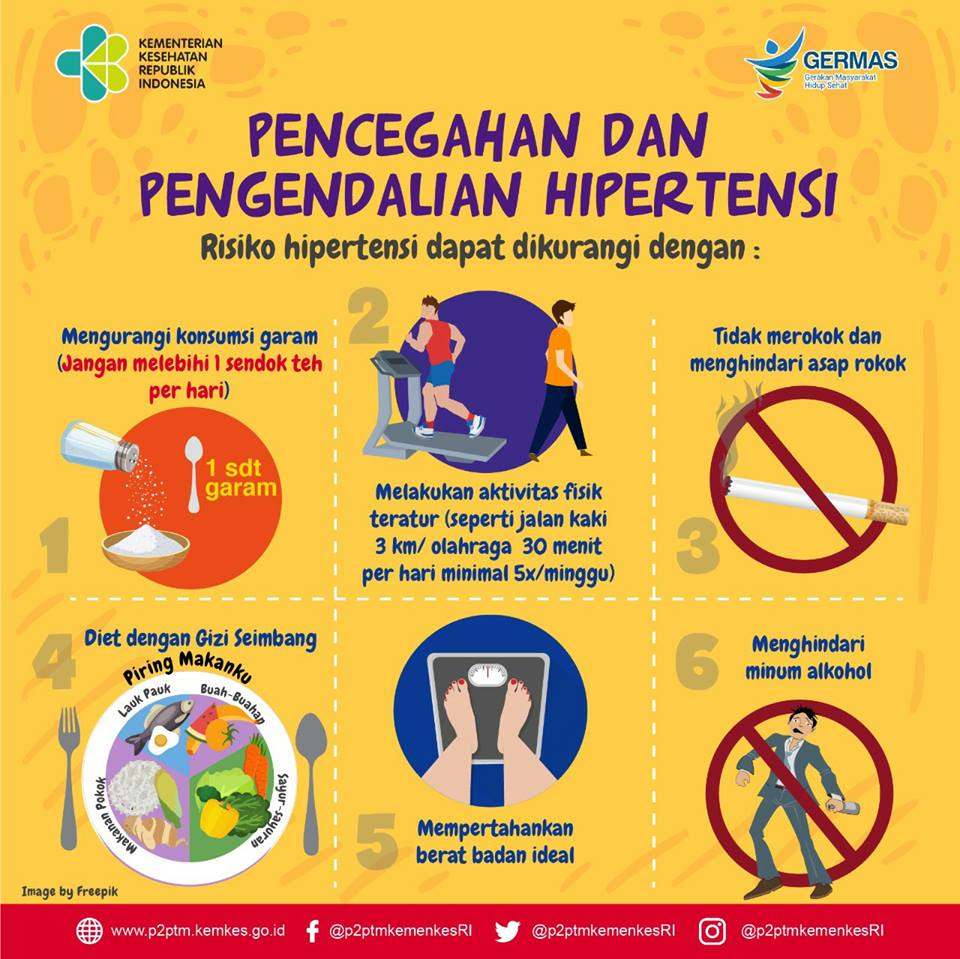 KEMENTERIAN
KESEHATAN
REPUBLIK
INDONESIA
GERMAS
Gerakan Masyarakat
Hidup Sehat
PENCEGAHAN DAN
PENGENDALIAN HIPERTENSI
Risiko hipertensi dapat dikurangi dengan :
1
Mengurangi konsumsi garam
(Jangan melebihi 1 sendok teh
per hari)
1 sdt
garam
2
Melakukan aktivitas fisik
teratur (seperti jalan kaki
3 km/ olahraga 30 menit
per hari minimal 5x/minggu)
3
Tidak merokok dan
menghindari asap rokok
4
Diet dengan Gizi Seimbang
Piring Makanku
Lauk Pauk
Buah-Buahan
Makanan Pokok
Sayur-sayuran
5
Mempertahankan
berat badan ideal
6
Menghindari
minum alkohol
Image by Freepik
www.p2ptm.kemkes.go.id
@p2ptmkemenkesRI
@p2ptmkemenkesRI
@p2ptmkemenkesRI